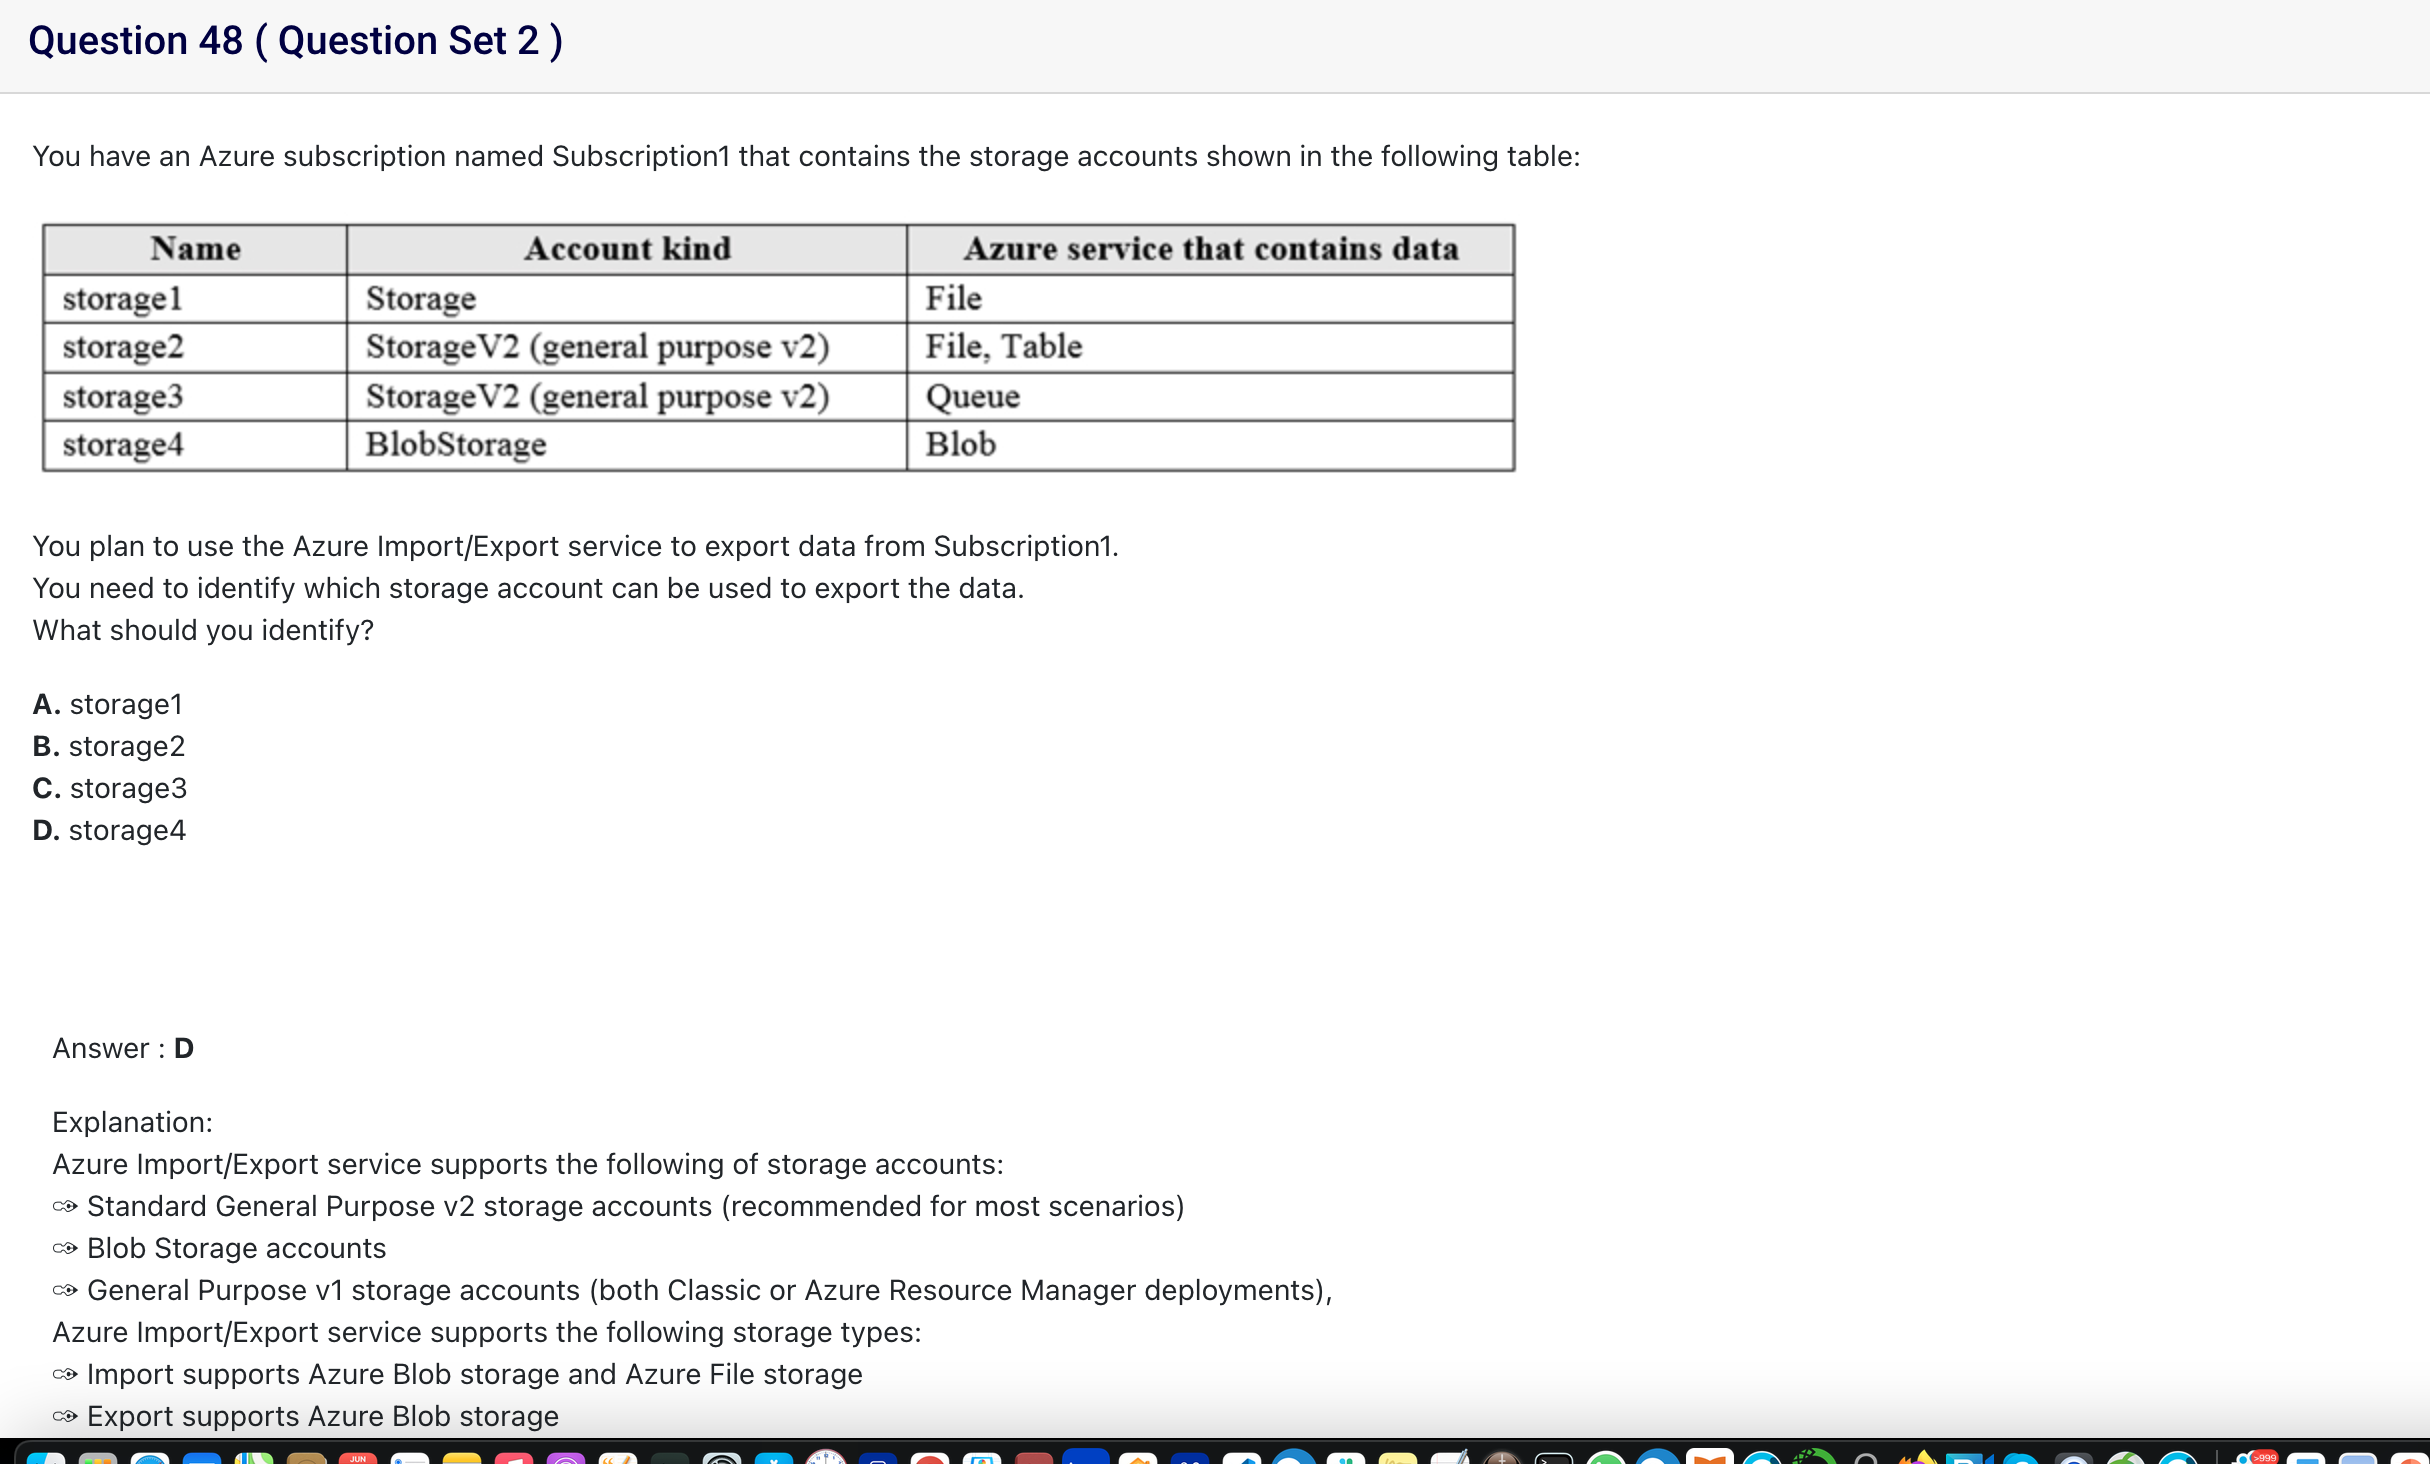 Question 48 ( Question Set 2 )
You have an Azure subscription named Subscription1 that contains the storage accounts shown in the following table:
Name Account kind Azure service that contains data
storage1 Storage File
storage2 StorageV2 (general purpose v2) File, Table
storage3 StorageV2 (general purpose v2) Queue
storage4 BlobStorage Blob
You plan to use the Azure Import/Export service to export data from Subscription1.
You need to identify which storage account can be used to export the data.
What should you identify?
A. storage1
B. storage2
C. storage3
D. storage4
Answer : D
Explanation:
Azure Import/Export service supports the following of storage accounts:
Standard General Purpose v2 storage accounts (recommended for most scenarios)
Blob Storage accounts
General Purpose v1 storage accounts (both Classic or Azure Resource Manager deployments),
Azure Import/Export service supports the following storage types:
Import supports Azure Blob storage and Azure File storage
Export supports Azure Blob storage
JUN
>999